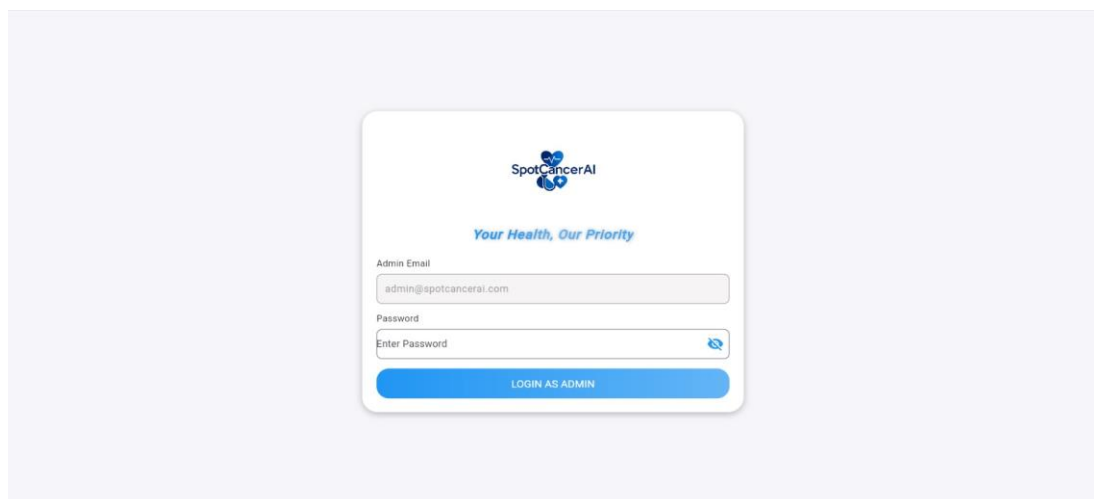 SpotCancerAI
Your Health, Our Priority
Admin Email
admin@spotcancerai.com
Password
Enter Password
LOGIN AS ADMIN